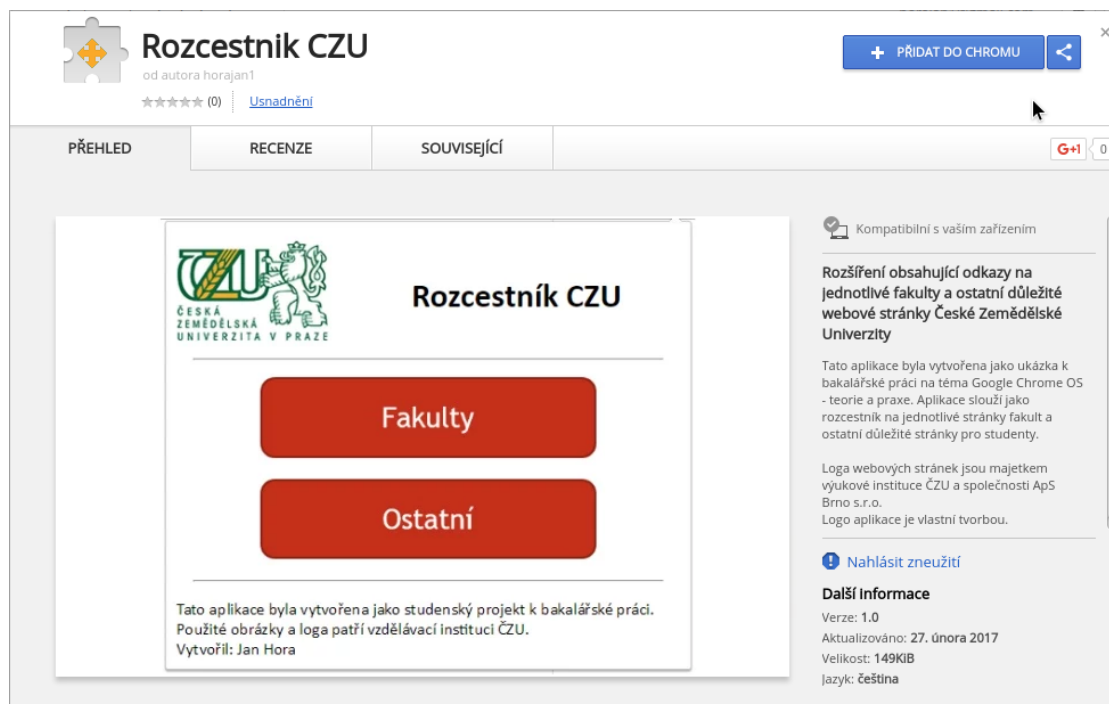 Rozcestnik CZU
od autora horajan1
(0)
Usnadnění
PŘIDAT DO CHROMU
PŘEHLED
RECENZE
SOUVISEJÍCÍ
G+1
0
CZU
ČESKÁ
ZEMĚDĚLSKÁ
UNIVERZITA V PRAZE
Rozcestník CZU
Fakulty
Ostatní
Tato aplikace byla vytvořena jako studenský projekt k bakalářské práci.
Použité obrázky a loga patří vzdělávací instituci ČZU.
Vytvořil: Jan Hora
Kompatibilní s vaším zařízením
Rozšíření obsahující odkazy na
jednotlivé fakulty a ostatní důležité
webové stránky České Zemědělské
Univerzity
Tato aplikace byla vytvořena jako ukázka k
bakalářské práci na téma Google Chrome OS
- teorie a praxe. Aplikace slouží jako
rozcestník na jednotlivé stránky fakult a
ostatní důležité stránky pro studenty.
Loga webových stránek jsou majetkem
výukové instituce ČZU a společnosti ApS
Brno s.r.o.
Logo aplikace je vlastní tvorbou.
Nahlásit zneužití
Další informace
Verze: 1.0
Aktualizováno: 27. února 2017
Velikost: 149KiB
Jazyk: čeština